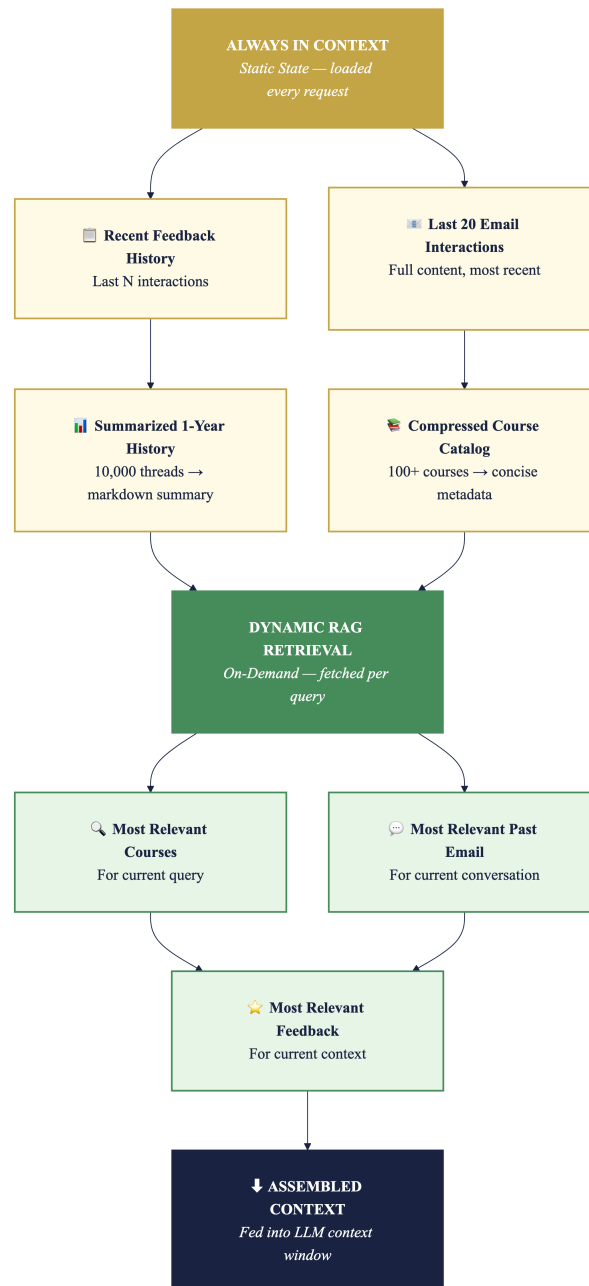 ALWAYS IN CONTEXT
Static State — loaded
every request
📋 Recent Feedback
History
Last N interactions
📧 Last 20 Email
Interactions
Full content, most recent
📊 Summarized 1-Year
History
10,000 threads →
markdown summary
📚 Compressed Course
Catalog
100+ courses → concise
metadata
DYNAMIC RAG
RETRIEVAL
On-Demand — fetched per
query
🔍 Most Relevant
Courses
For current query
💬 Most Relevant Past
Email
For current conversation
⭐ Most Relevant
Feedback
For current context
⬇ ASSEMBLED
CONTEXT
Fed into LLM context
window